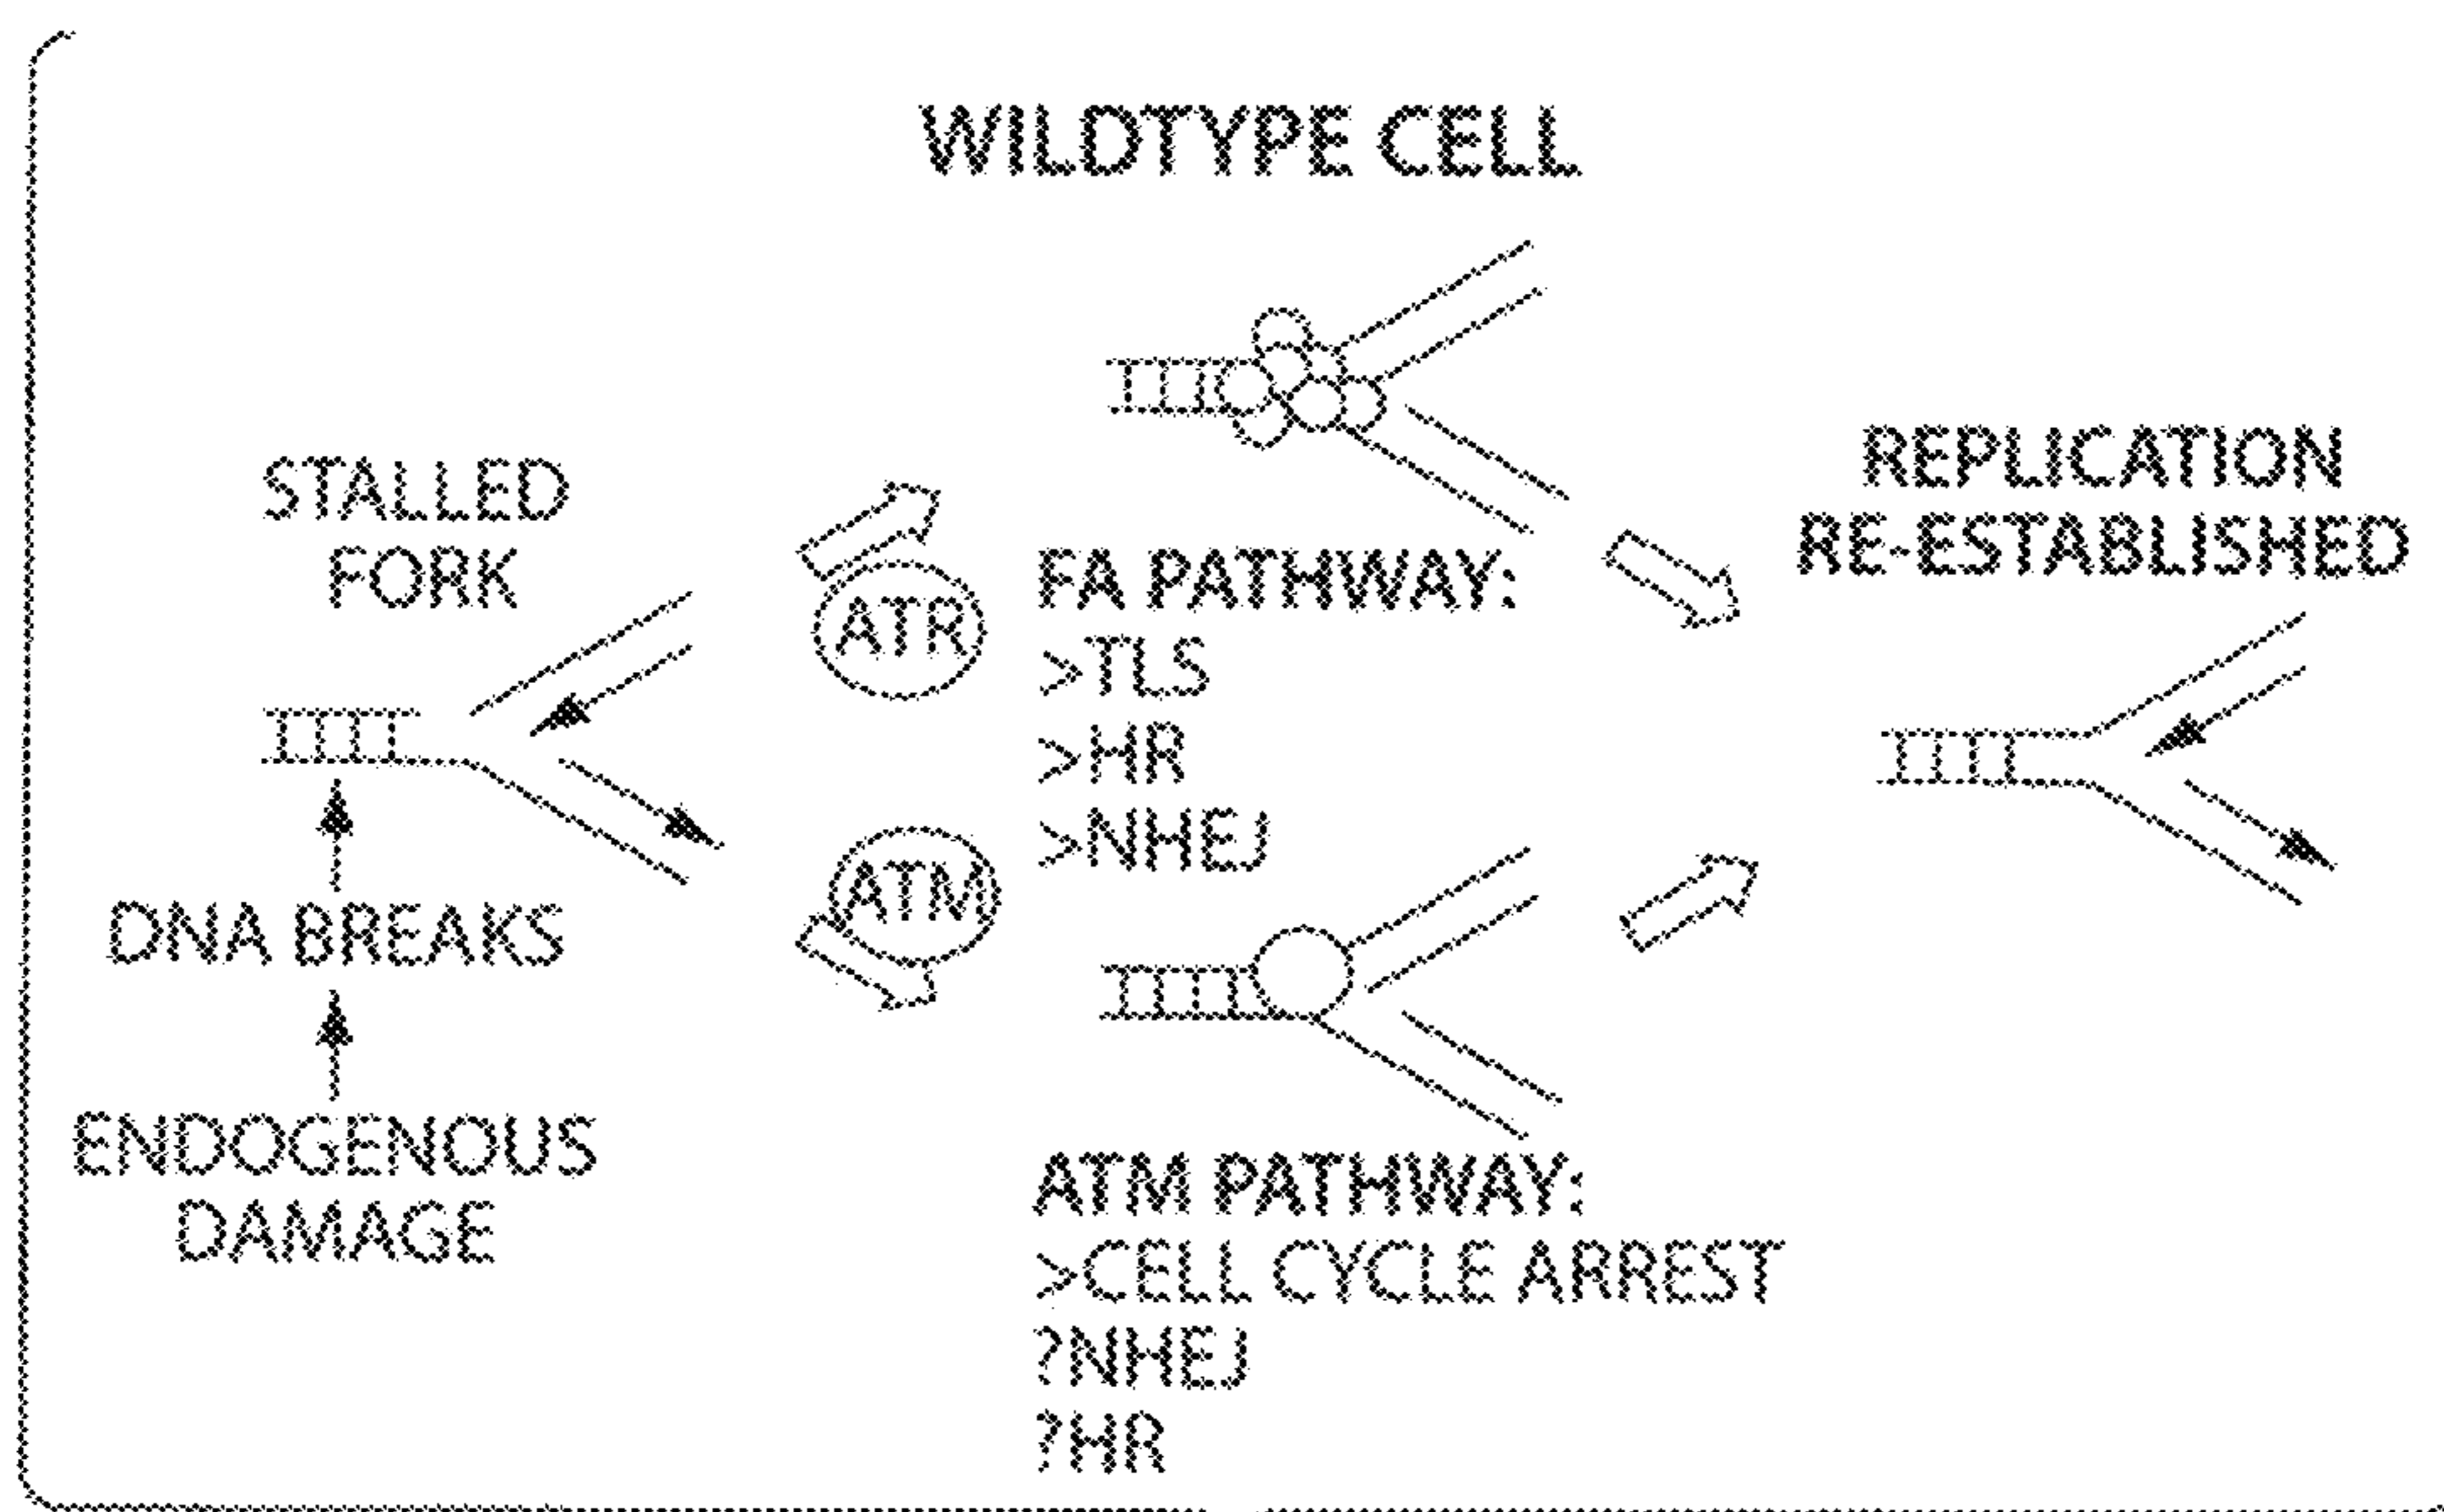 WILDTYPE CELL
STALLED
FORK
DNA BREAKS
ENDOGENOUS
DAMAGE
ATR
ATM
FA PATHWAY:
>TLS
>HR
>NHEJ
ATM PATHWAY:
>CELL CYCLE ARREST
?NHEJ
?HR
REPLICATION
RE-ESTABLISHED